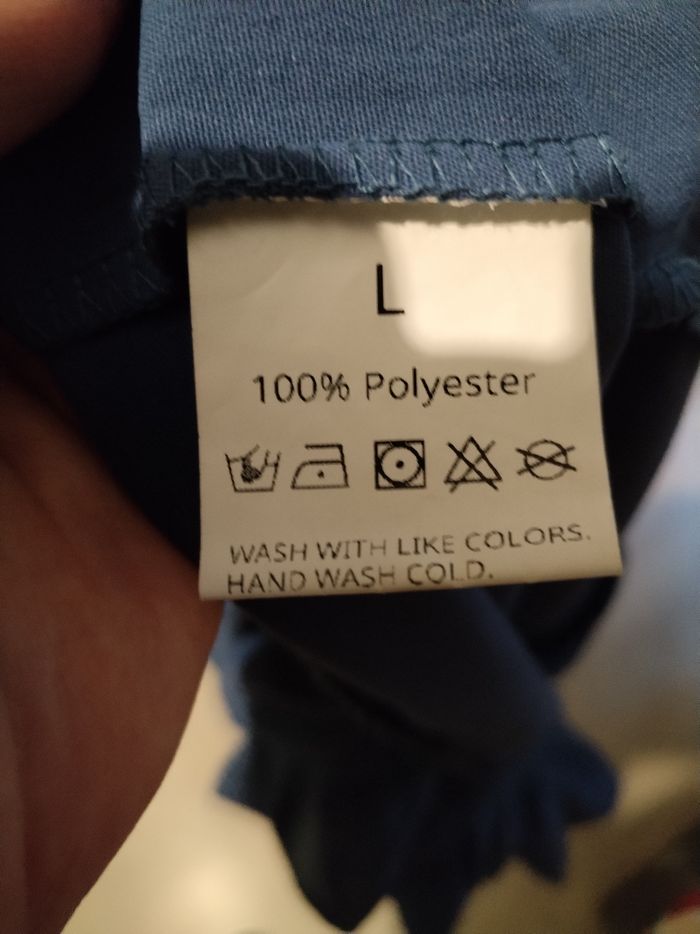 L
100% Polyester
WASH WITH LIKE COLORS.
HAND WASH COLD.